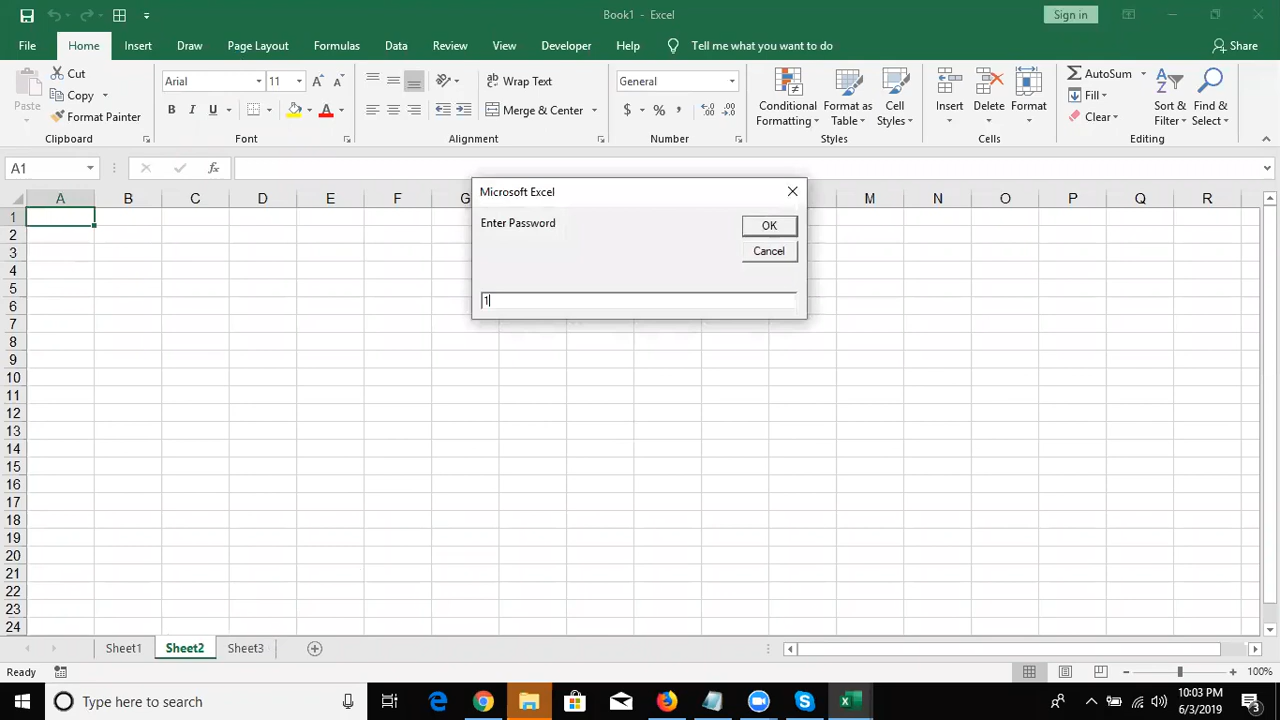 Book1 - Excel
Sign in
File Home Insert Draw Page Layout Formulas Data Review View Developer Help Tell me what you want to do Share
Paste
Cut
Copy
Format Painter
Clipboard
Arial 11
B I U
Font
Wrap Text
Merge & Center
Alignment
General
$ % ,
Number
Conditional Formatting
Format as Table
Cell Styles
Styles
Insert
Delete
Format
Cells
AutoSum
Fill
Clear
Sort & Filter
Find & Select
Editing
A1
fx
A B C D E F G M N O P Q R
1
2
3
4
5
6
7
8
9
10
11
12
13
14
15
16
17
18
19
20
21
22
23
24
Microsoft Excel
Enter Password
OK
Cancel
1
Sheet1 Sheet2 Sheet3
Ready
100%
Type here to search
10:03 PM
6/3/2019
3